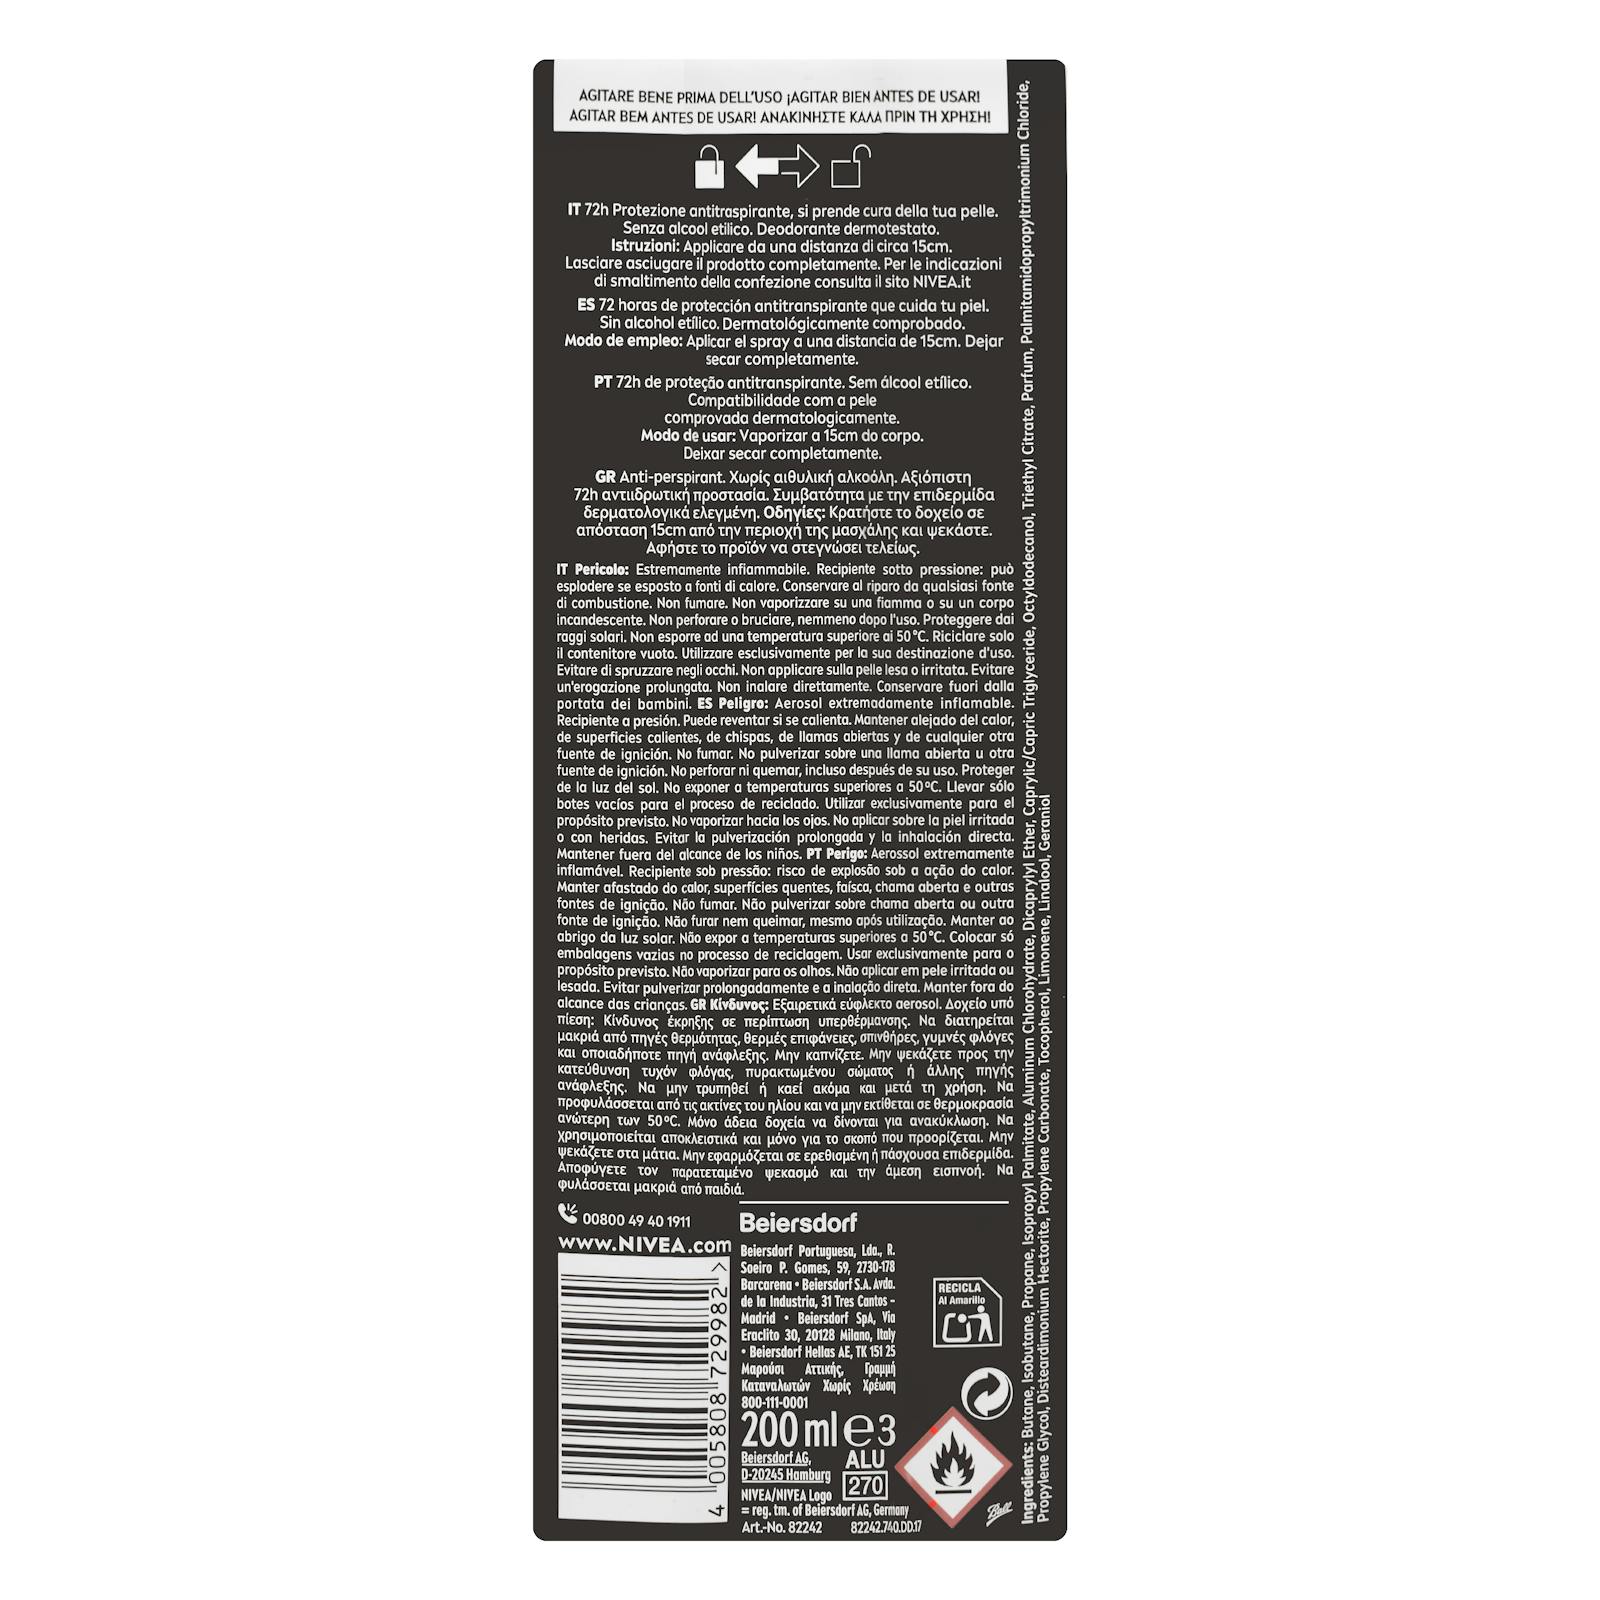 AGITARE BENE PRIMA DELL'USO ¡AGITAR BIEN ANTES DE USAR!
AGITAR BEM ANTES DE USAR! ΑΝΑΚΙΝΗΣΤΕ ΚΑΛΑ ΠΡΙΝ ΤΗ ΧΡΗΣΗ!
IT 72h Protezione antitraspirante, si prende cura della tua pelle.
Senza alcool etilico. Deodorante dermotestato.
Istruzioni: Applicare da una distanza di circa 15cm.
Lasciare asciugare il prodotto completamente. Per le indicazioni
di smaltimento della confezione consulta il sito NIVEA.it
ES 72 horas de protección antitranspirante que cuida tu piel.
Sin alcohol etílico. Dermatológicamente comprobado.
Modo de empleo: Aplicar el spray a una distancia de 15cm. Dejar
secar completamente.
PT 72h de proteção antitranspirante. Sem álcool etílico.
Compatibilidade com a pele
comprovada dermatologicamente.
Modo de usar: Vaporizar a 15cm do corpo.
Deixar secar completamente.
GR Anti-perspirant. Χωρίς αιθυλική αλκοόλη. Αξιόπιστη
72h αντιιδρωτική προστασία. Συμβατότητα με την επιδερμίδα
δερματολογικά ελεγμένη. Οδηγίες: Κρατήστε το δοχείο σε
απόσταση 15cm από την περιοχή της μασχάλης και ψεκάστε.
Αφήστε το προϊόν να στεγνώσει τελείως.
IT Pericolo: Estremamente infiammabile. Recipiente sotto pressione: può
esplodere se esposto a fonti di calore. Conservare al riparo da qualsiasi fonte
di combustione. Non fumare. Non vaporizzare su una fiamma o su un corpo
incandescente. Non perforare o bruciare, nemmeno dopo l'uso. Proteggere dai
raggi solari. Non esporre ad una temperatura superiore ai 50°C. Riciclare solo
il contenitore vuoto. Utilizzare esclusivamente per la sua destinazione d'uso.
Evitare di spruzzare negli occhi. Non applicare sulla pelle lesa o irritata. Evitare
un'erogazione prolungata. Non inalare direttamente. Conservare fuori dalla
portata dei bambini. ES Peligro: Aerosol extremadamente inflamable.
Recipiente a presión. Puede reventar si se calienta. Mantener alejado del calor,
de superficies calientes, de chispas, de llamas abiertas y de cualquier otra
fuente de ignición. No fumar. No pulverizar sobre una llama abierta u otra
fuente de ignición. No perforar ni quemar, incluso después de su uso. Proteger
de la luz del sol. No exponer a temperaturas superiores a 50ºC. Llevar sólo
botes vacíos para el proceso de reciclado. Utilizar exclusivamente para el
propósito previsto. No vaporizar hacia los ojos. No aplicar sobre la piel irritada
o con heridas. Evitar la pulverización prolongada y la inhalación directa.
Mantener fuera del alcance de los niños. PT Perigo: Aerossol extremamente
inflamável. Recipiente sob pressão: risco de explosão sob a ação do calor.
Manter afastado do calor, superfícies quentes, faísca, chama aberta e outras
fontes de ignição. Não fumar. Não pulverizar sobre chama aberta ou outra
fonte de ignição. Não furar nem queimar, mesmo após utilização. Manter ao
abrigo da luz solar. Não expor a temperaturas superiores a 50°C. Colocar só
embalagens vazias no processo de reciclagem. Usar exclusivamente para o
propósito previsto. Não vaporizar para os olhos. Não aplicar em pele irritada ou
lesada. Evitar pulverizar prolongadamente e a inalação direta. Manter fora do
alcance das crianças. GR Κίνδυνος: Εξαιρετικά εύφλεκτο aerosol. Δοχείο υπό
πίεση: Κίνδυνος έκρηξης σε περίπτωση υπερθέρμανσης. Να διατηρείται
μακριά από πηγές θερμότητας, θερμές επιφάνειες, σπινθήρες, γυμνές φλόγες
και οποιαδήποτε πηγή ανάφλεξης. Μην καπνίζετε. Μην ψεκάζετε προς την
κατεύθυνση τυχόν φλόγας, πυρακτωμένου σώματος ή άλλης πηγής
ανάφλεξης. Να μην τρυπηθεί ή καεί ακόμα και μετά τη χρήση. Να
προφυλάσσεται από τις ακτίνες του ηλίου και να μην εκτίθεται σε θερμοκρασία
ανώτερη των 50°C. Μόνο άδεια δοχεία να δίνονται για ανακύκλωση. Να
χρησιμοποιείται αποκλειστικά και μόνο για το σκοπό που προορίζεται. Μην
ψεκάζετε στα μάτια. Μην εφαρμόζεται σε ερεθισμένη ή πάσχουσα επιδερμίδα.
Αποφύγετε τον παρατεταμένο ψεκασμό και την άμεση εισπνοή. Να
φυλάσσεται μακριά από παιδιά.
00800 49 40 1911
www.NIVEA.com
4 005808 729982 >
Beiersdorf
Beiersdorf Portuguesa, Lda., R.
Soeiro P. Gomes, 59, 2730-178
Barcarena • Beiersdorf S.A. Avda.
de la Industria, 31 Tres Cantos -
Madrid • Beiersdorf SpA, Via
Eraclito 30, 20128 Milano, Italy
• Beiersdorf Hellas AE, TK 151 25
Μαρούσι Αττικής, Γραμμή
Καταναλωτών Χωρίς Χρέωση
800-111-0001
200 ml e 3
ALU
270
Beiersdorf AG,
D-20245 Hamburg
NIVEA/NIVEA Logo
= reg. tm. of Beiersdorf AG, Germany
Art.-No. 82242 82242.740.DD.17
RECICLA
Al Amarillo
Ball
Ingredients: Butane, Isobutane, Propane, Isopropyl Palmitate, Aluminum Chlorohydrate, Dicaprylyl Ether, Caprylic/Capric Triglyceride, Octyldodecanol, Triethyl Citrate, Parfum, Palmitamidopropyltrimonium Chloride,
Propylene Glycol, Disteardimonium Hectorite, Propylene Carbonate, Tocopherol, Limonene, Linalool, Geraniol